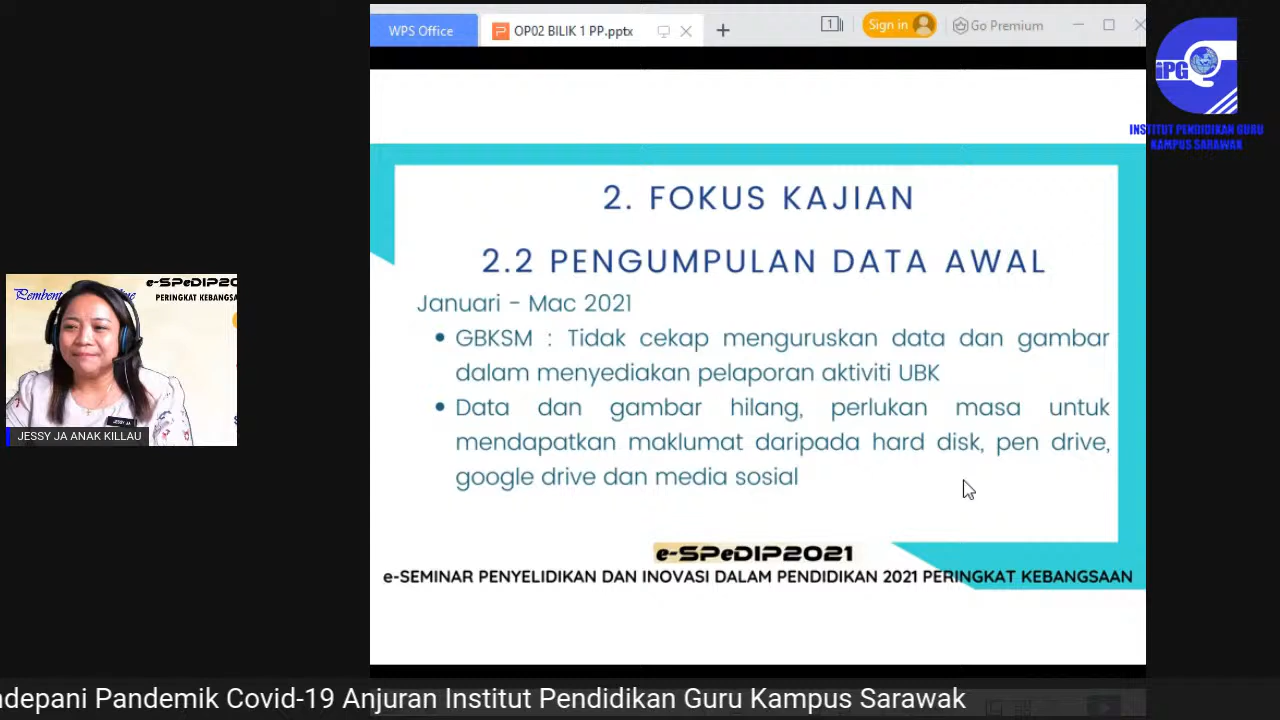 WPS Office
OP02 BILIK 1 PP.pptx
1
Sign in
Go Premium
iPG
INSTITUT PENDIDIKAN GURU
KAMPUS SARAWAK
2. FOKUS KAJIAN
2.2 PENGUMPULAN DATA AWAL
Januari - Mac 2021
• GBKSM : Tidak cekap menguruskan data dan gambar
dalam menyediakan pelaporan aktiviti UBK
• Data dan gambar hilang, perlukan masa untuk
mendapatkan maklumat daripada hard disk, pen drive,
google drive dan media sosial
e-SPeDIP2021
PERINGKAT KEBANGSA
JESSY JA
JESSY JA ANAK KILLAU
e-SPeDIP2021
e-SEMINAR PENYELIDIKAN DAN INOVASI DALAM PENDIDIKAN 2021 PERINGKAT KEBANGSAAN
ndepani Pandemik Covid-19 Anjuran Institut Pendidikan Guru Kampus Sarawak